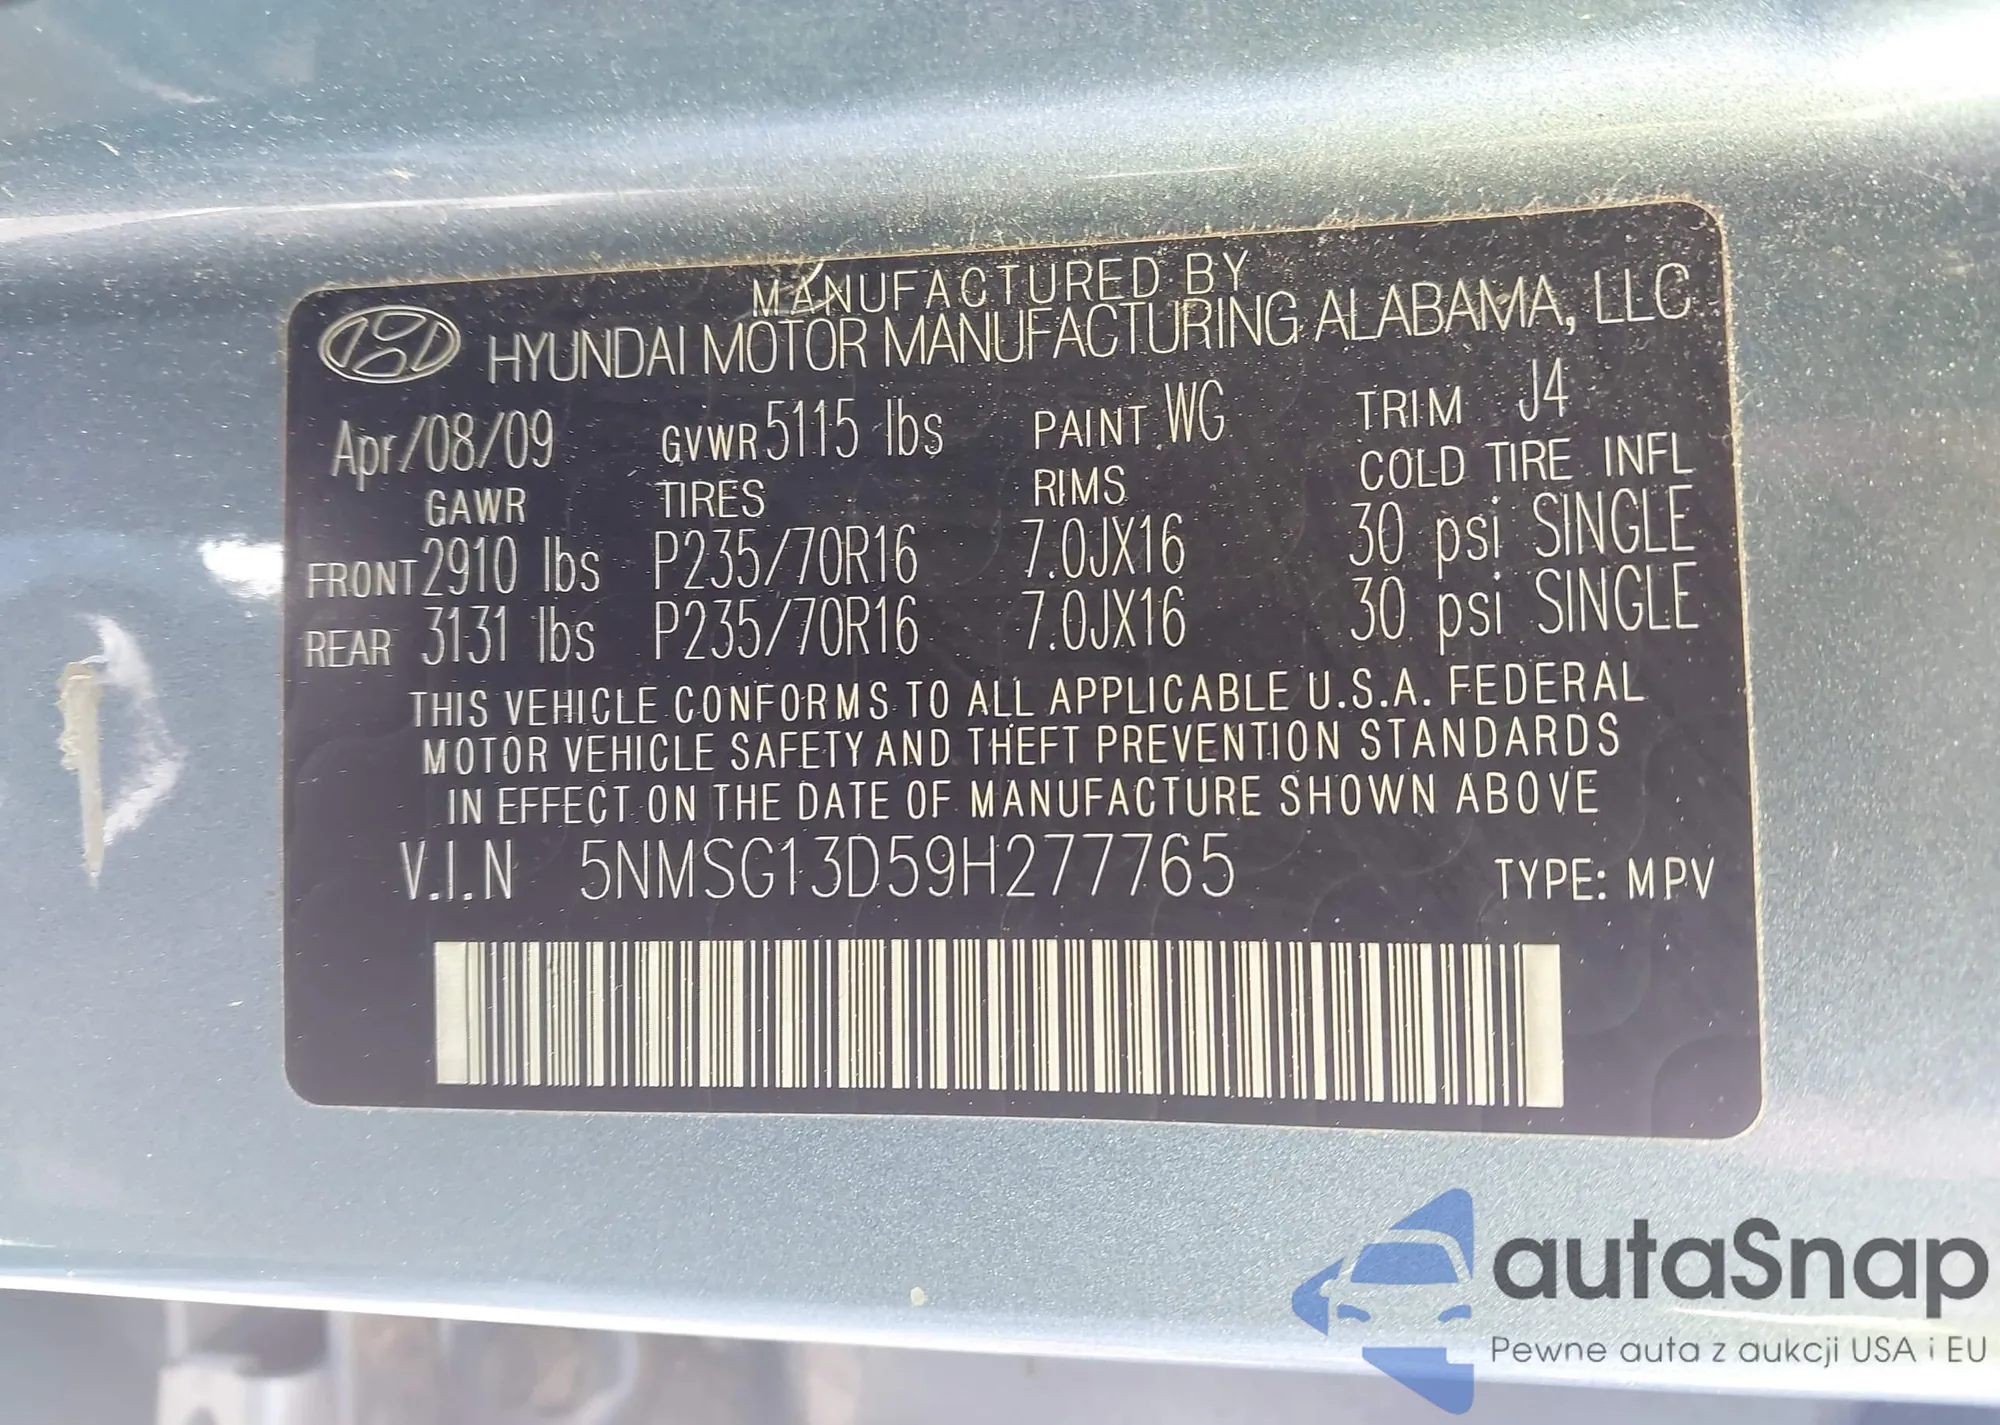 MANUFACTURED BY
HYUNDAI MOTOR MANUFACTURING ALABAMA, LLC
Apr/08/09 GVWR 5115 lbs PAINT WG TRIM J4
GAWR TIRES RIMS COLD TIRE INFL
FRONT 2910 lbs P235/70R16 7.0JX16 30 psi SINGLE
REAR 3131 lbs P235/70R16 7.0JX16 30 psi SINGLE
THIS VEHICLE CONFORMS TO ALL APPLICABLE U.S.A. FEDERAL
MOTOR VEHICLE SAFETY AND THEFT PREVENTION STANDARDS
IN EFFECT ON THE DATE OF MANUFACTURE SHOWN ABOVE
V.I.N 5NMSG13D59H277765 TYPE: MPV
autaSnap
Pewne auta z aukcji USA i EU